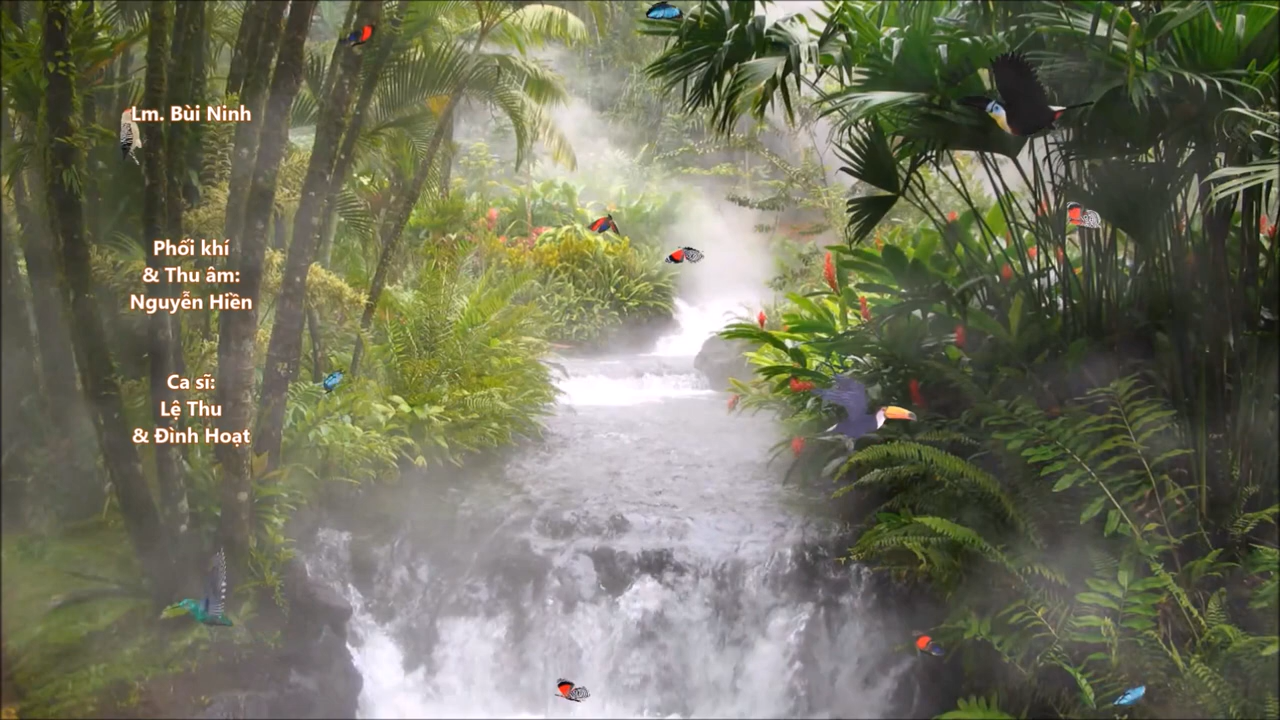 Lm. Bùi Ninh
Phối khí
& Thu âm:
Nguyễn Hiền
Ca sĩ:
Lệ Thu
& Đình Hoạt